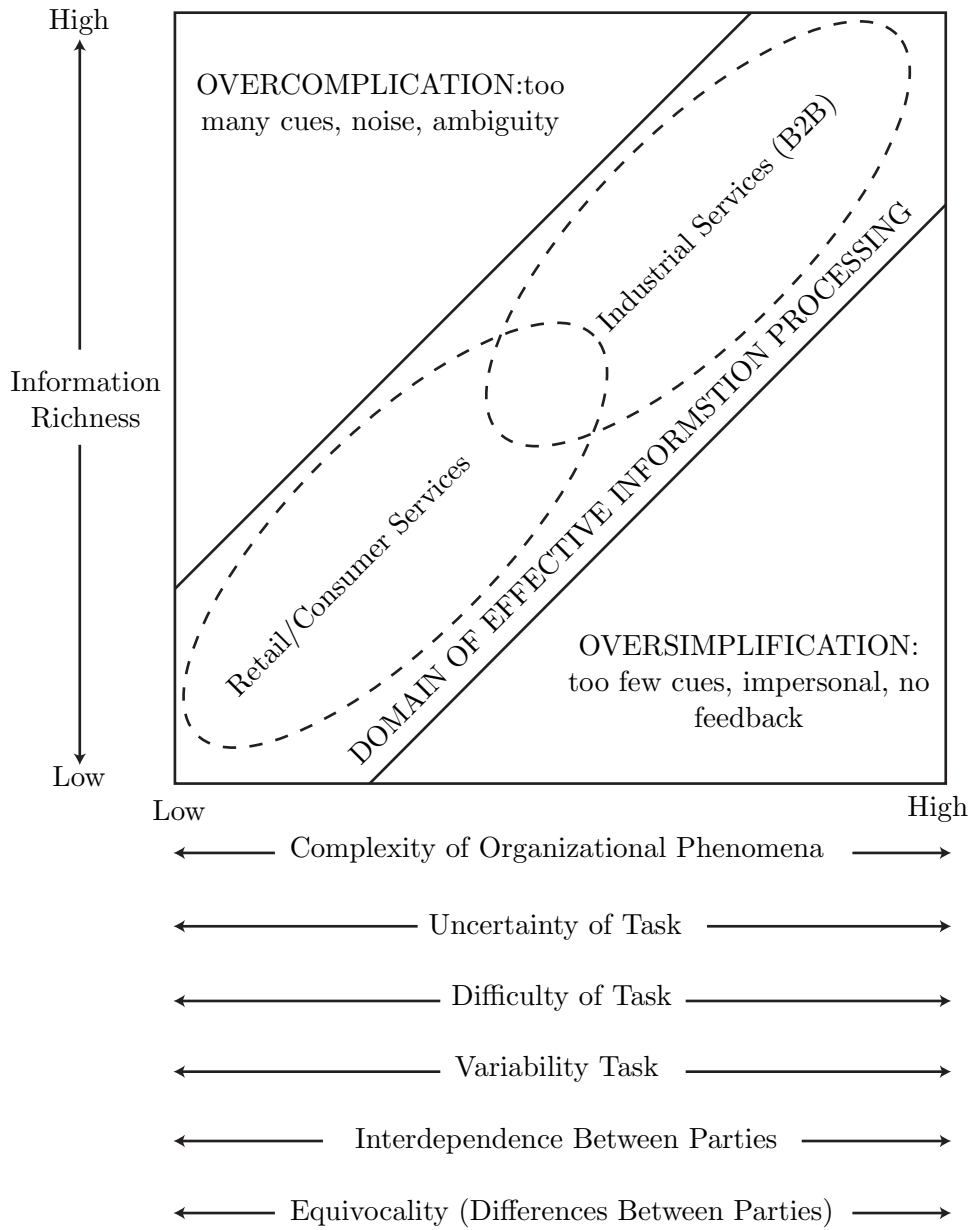 High
OVERCOMPLICATION:too
many cues, noise, ambiguity
Industrial Services (B2B)
Information
Richness
Retail/Consumer Services
DOMAIN OF EFFECTIVE INFORMSTION PROCESSING
OVERSIMPLIFICATION:
too few cues, impersonal, no
feedback
Low
Low
High
Complexity of Organizational Phenomena
Uncertainty of Task
Difficulty of Task
Variability Task
Interdependence Between Parties
Equivocality (Differences Between Parties)